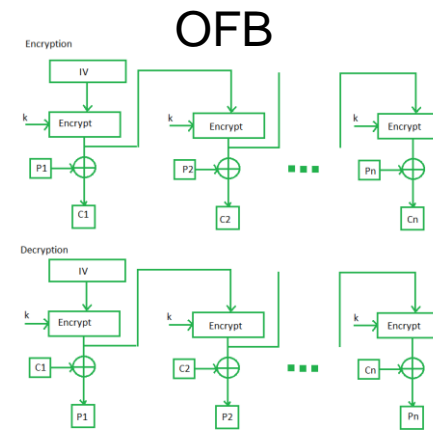 OFB
Encryption
IV
k Encrypt k Encrypt k Encrypt
P1 P2 Pn
C1 C2 Cn
Decryption
IV
k Encrypt k Encrypt k Encrypt
C1 C2 Cn
P1 P2 Pn